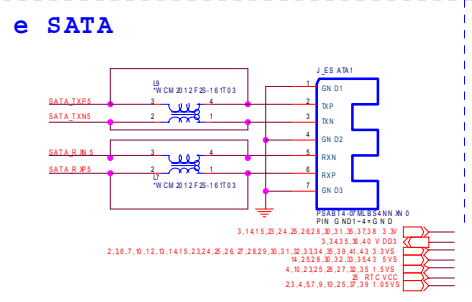 e SATA
J_ESATA1
L9
*WCM2012F2S-161T03
1 GND1
SATA_TXP5 3 4 2 TXP
SATA_TXN5 2 1 3 TXN
4 GND2
SATA_RXN5 3 4 5 RXN
SATA_RXP5 2 1 6 RXP
L7
*WCM2012F2S-161T03
7 GND3
PSABT4-07MLBS4NNXN0
PIN GND1~4=GND
3,14,15,23,24,25,26,28,30,31,35,37,38 3.3V
3,34,35,36,40 VDD3
2,3,6,7,10,12,13,14,15,23,24,25,26,27,28,29,30,31,32,33,34,35,39,41,43 3.3VS
14,25,28,30,32,33,35,43 5VS
4,10,23,25,26,27,32,35 1.5VS
25 RTCVCC
2,3,4,5,7,9,10,25,37,39 1.05VS